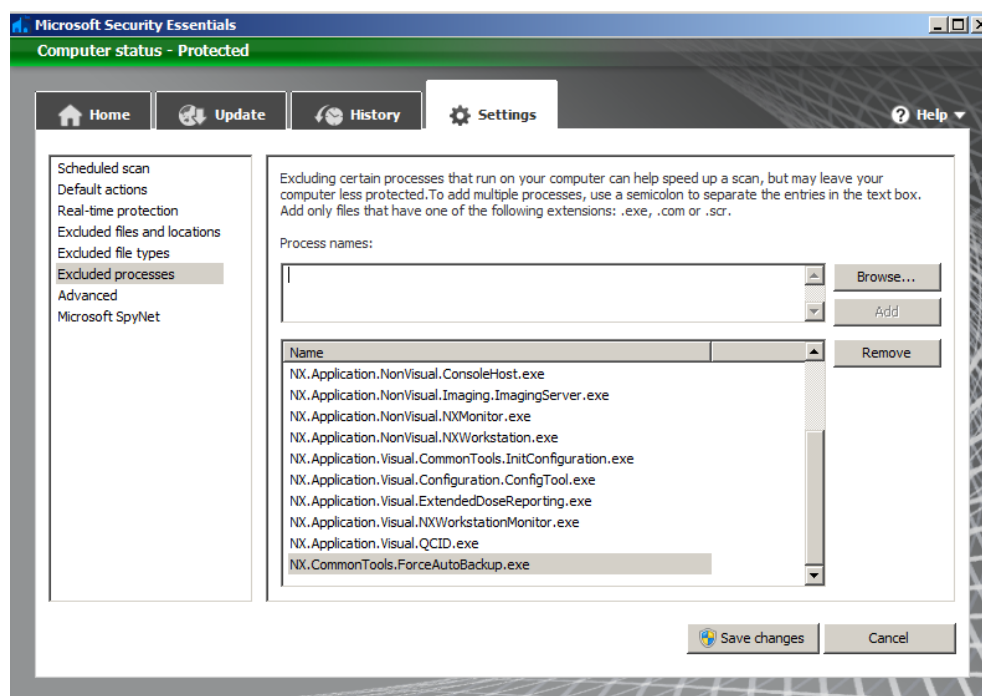 Microsoft Security Essentials
Computer status - Protected
Home
Update
History
Settings
Help
Scheduled scan
Default actions
Real-time protection
Excluded files and locations
Excluded file types
Excluded processes
Advanced
Microsoft SpyNet
Excluding certain processes that run on your computer can help speed up a scan, but may leave your
computer less protected.To add multiple processes, use a semicolon to separate the entries in the text box.
Add only files that have one of the following extensions: .exe, .com or .scr.
Process names:
Browse...
Add
Name
Remove
NX.Application.NonVisual.ConsoleHost.exe
NX.Application.NonVisual.Imaging.ImagingServer.exe
NX.Application.NonVisual.NXMonitor.exe
NX.Application.NonVisual.NXWorkstation.exe
NX.Application.Visual.CommonTools.InitConfiguration.exe
NX.Application.Visual.Configuration.ConfigTool.exe
NX.Application.Visual.ExtendedDoseReporting.exe
NX.Application.Visual.NXWorkstationMonitor.exe
NX.Application.Visual.QCID.exe
NX.CommonTools.ForceAutoBackup.exe
Save changes
Cancel